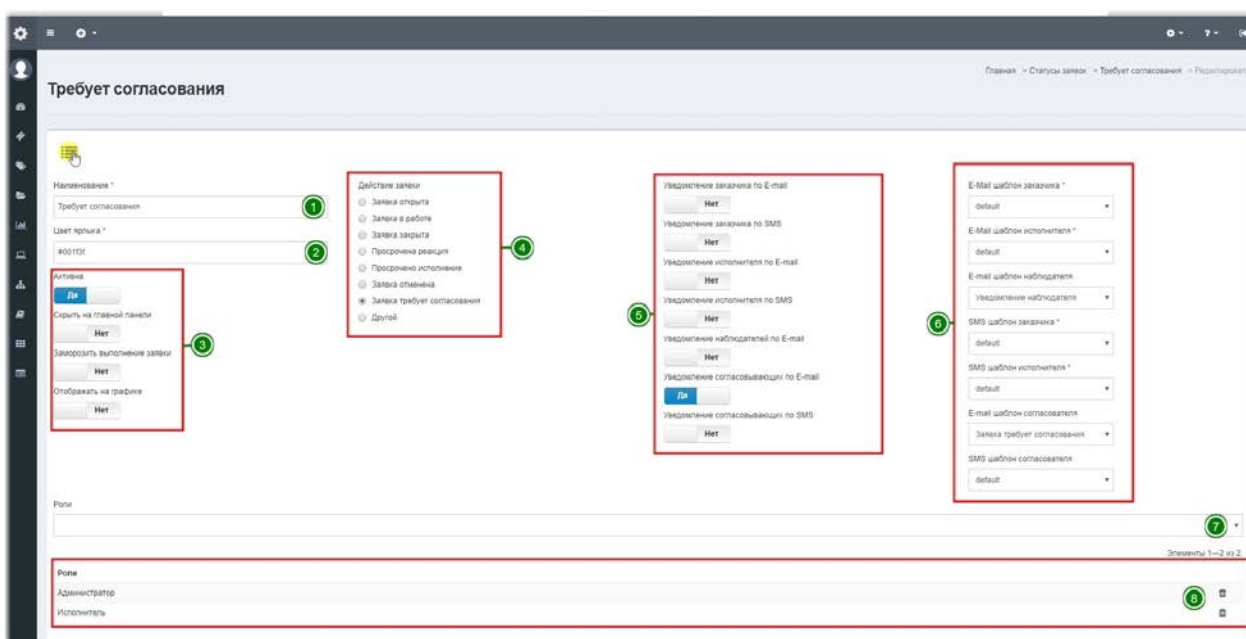 Главная > Статусы заявок > Требует согласования > Редактироват
Требует согласования
Наименование *
Требует согласования
1
Цвет ярлыка *
#001f3f
2
Активна
Да
Скрыть на главной панели
Нет
Заморозить выполнение заявки
Нет
Отображать на графике
Нет
3
Действие заявки
Заявка открыта
Заявка в работе
Заявка закрыта
Просрочена реакция
Просрочено исполнение
Заявка отменена
Заявка требует согласования
Другой
4
Уведомление заказчика по E-mail
Нет
Уведомление заказчика по SMS
Нет
Уведомление исполнителя по E-mail
Нет
Уведомление исполнителя по SMS
Нет
Уведомление наблюдателей по E-mail
Нет
Уведомление согласовывающих по E-mail
Да
Уведомление согласовывающих по SMS
Нет
5
E-Mail шаблон заказчика *
default
E-Mail шаблон исполнителя *
default
E-mail шаблон наблюдателя
Уведомление наблюдателя
SMS шаблон заказчика *
default
SMS шаблон исполнителя *
default
E-mail шаблон согласователя
Заявка требует согласования
SMS шаблон согласователя
default
6
Роли
7
Элементы 1—2 из 2.
Роли
Администратор
Исполнитель
8